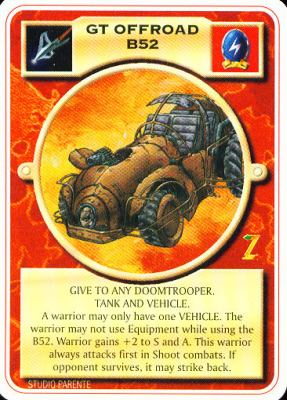 GT OFFROAD
B52
GIVE TO ANY DOOMTROOPER.
TANK AND VEHICLE.
A warrior may only have one VEHICLE. The
warrior may not use Equipment while using the
B52. Warrior gains +2 to S and A. This warrior
always attacks first in Shoot combats. If
opponent survives, it may strike back.
STUDIO PARENTE